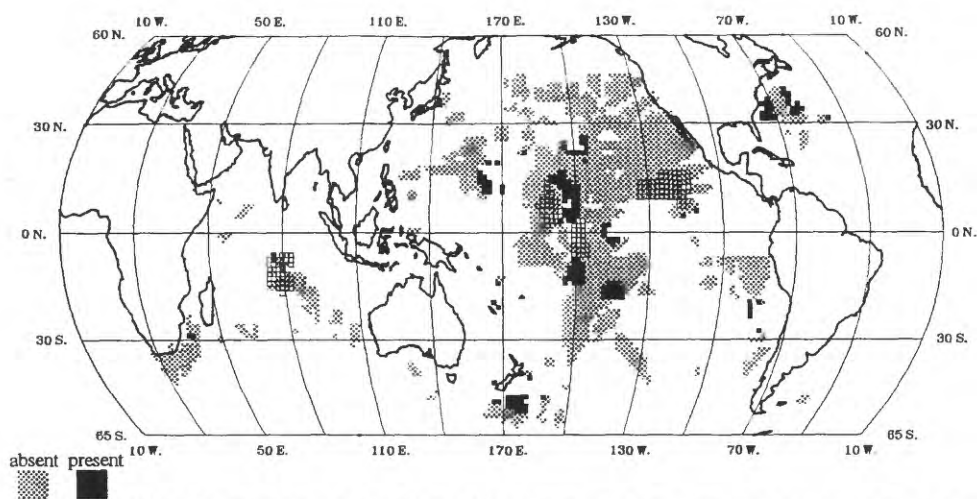 10 W. 50 E. 110 E. 170 E. 130 W. 70 W. 10 W.
60 N. 60 N.
30 N. 30 N.
0 N. 0 N.
30 S. 30 S.
65 S. 65 S.
10 W. 50 E. 110 E. 170 E. 130 W. 70 W. 10 W.
absent present